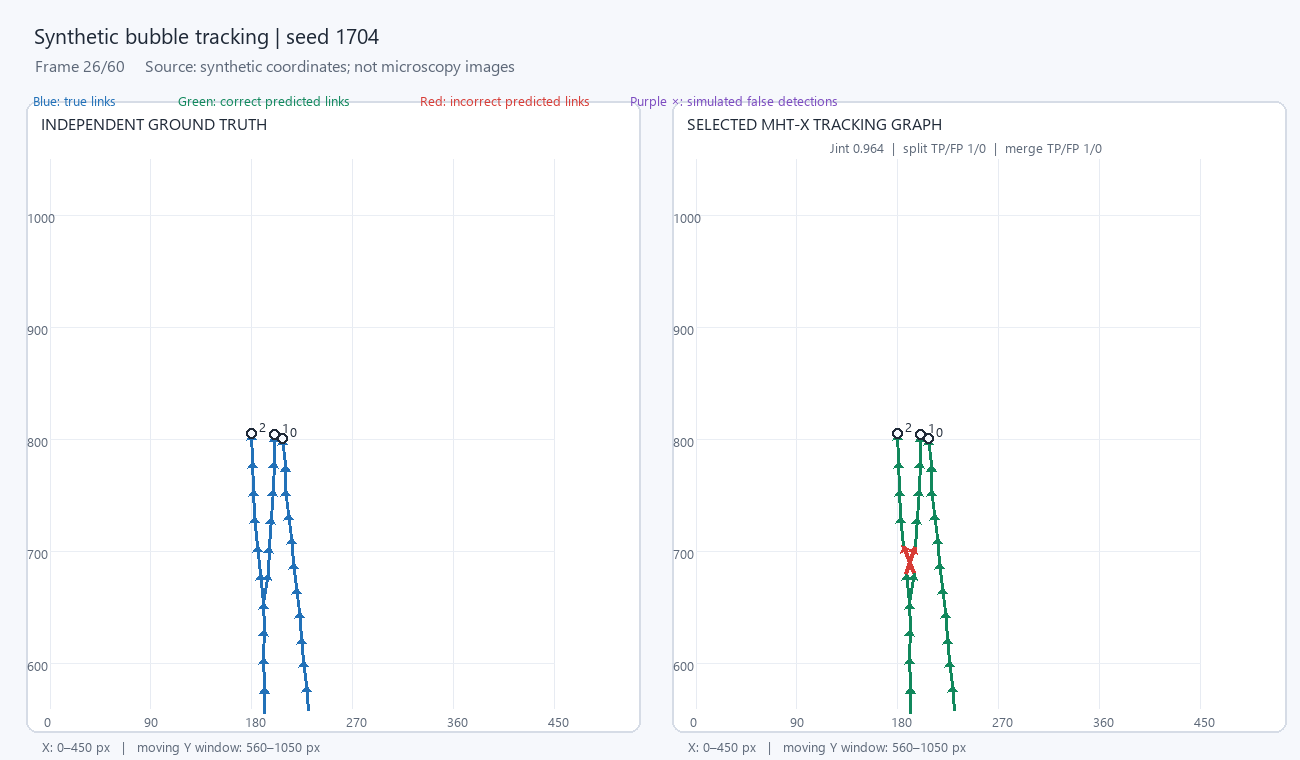 Synthetic bubble tracking | seed 1704
Frame 26/60 Source: synthetic coordinates; not microscopy images
Blue: true links Green: correct predicted links Red: incorrect predicted links Purple ×: simulated false detections
INDEPENDENT GROUND TRUTH
1000
900
800
700
600
2
1
0
0 90 180 270 360 450
X: 0–450 px | moving Y window: 560–1050 px
SELECTED MHT-X TRACKING GRAPH
Jint 0.964 | split TP/FP 1/0 | merge TP/FP 1/0
1000
900
800
700
600
2
1
0
0 90 180 270 360 450
X: 0–450 px | moving Y window: 560–1050 px